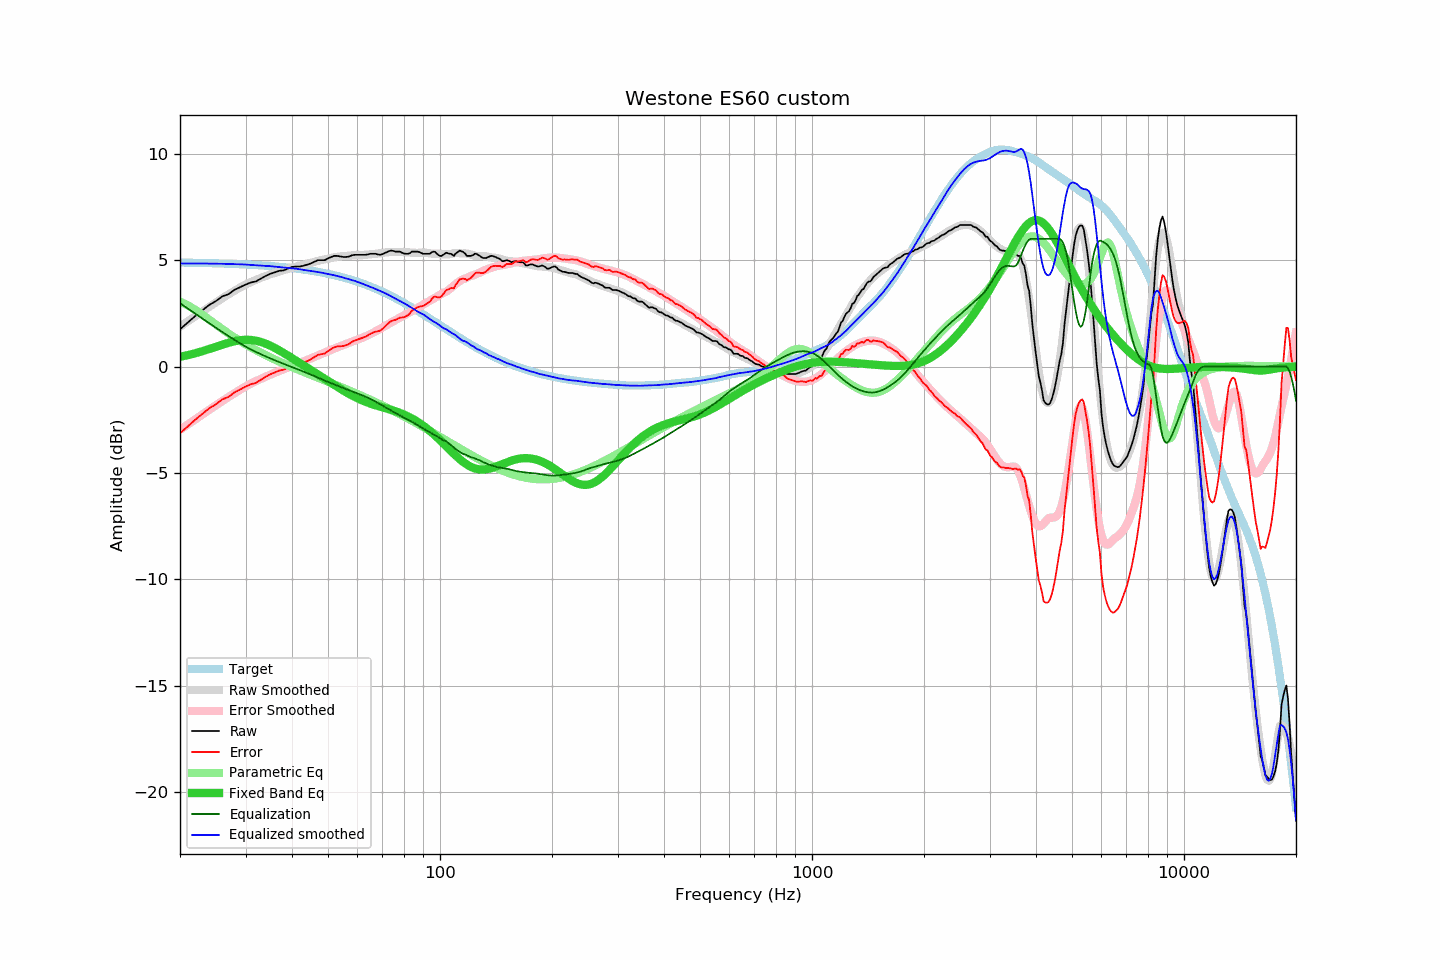 Westone ES60 custom
10
5
0
−5
−10
−15
−20
Amplitude (dBr)
Target
Raw Smoothed
Error Smoothed
Raw
Error
Parametric Eq
Fixed Band Eq
Equalization
Equalized smoothed
100
1000
10000
Frequency (Hz)